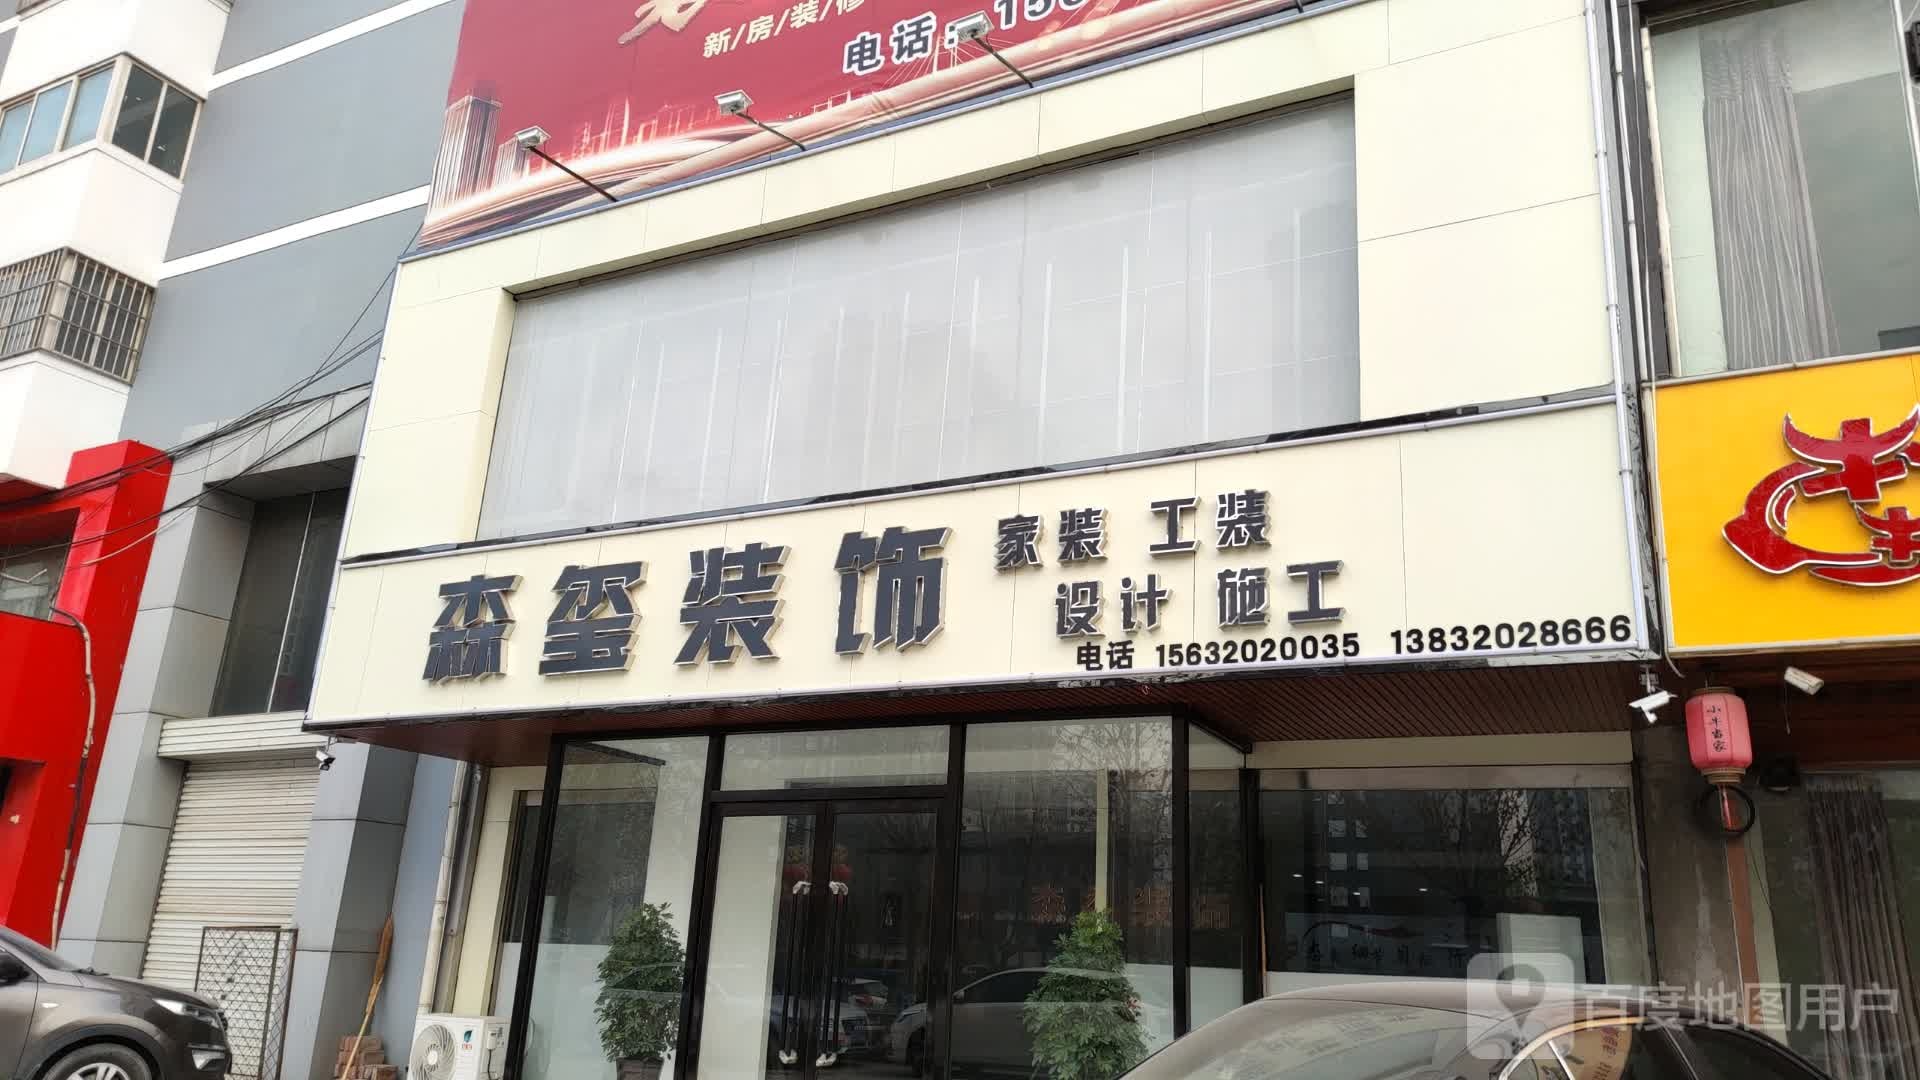 新/房/装/修
电话:15
森玺装饰
家装 工装
设计 施工
电话 15632020035 13832028666
小牛当家
百度地图用户